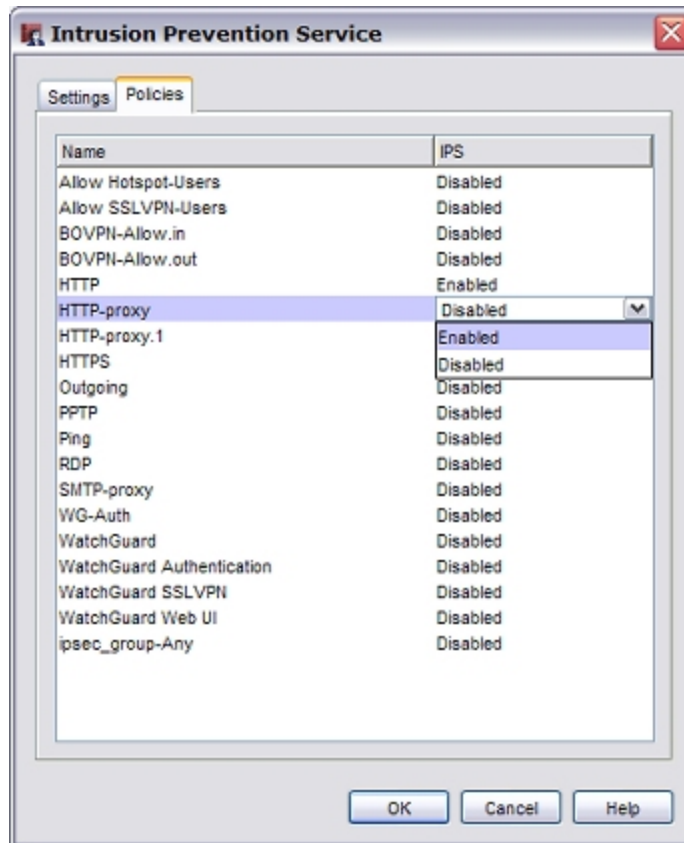 Intrusion Prevention Service
Settings Policies
Name IPS
Allow Hotspot-Users Disabled
Allow SSLVPN-Users Disabled
BOVPN-Allow.in Disabled
BOVPN-Allow.out Disabled
HTTP Enabled
HTTP-proxy Disabled
HTTP-proxy.1 Enabled
HTTPS Disabled
Outgoing Disabled
PPTP Disabled
Ping Disabled
RDP Disabled
SMTP-proxy Disabled
WG-Auth Disabled
WatchGuard Disabled
WatchGuard Authentication Disabled
WatchGuard SSLVPN Disabled
WatchGuard Web UI Disabled
ipsec_group-Any Disabled
OK Cancel Help